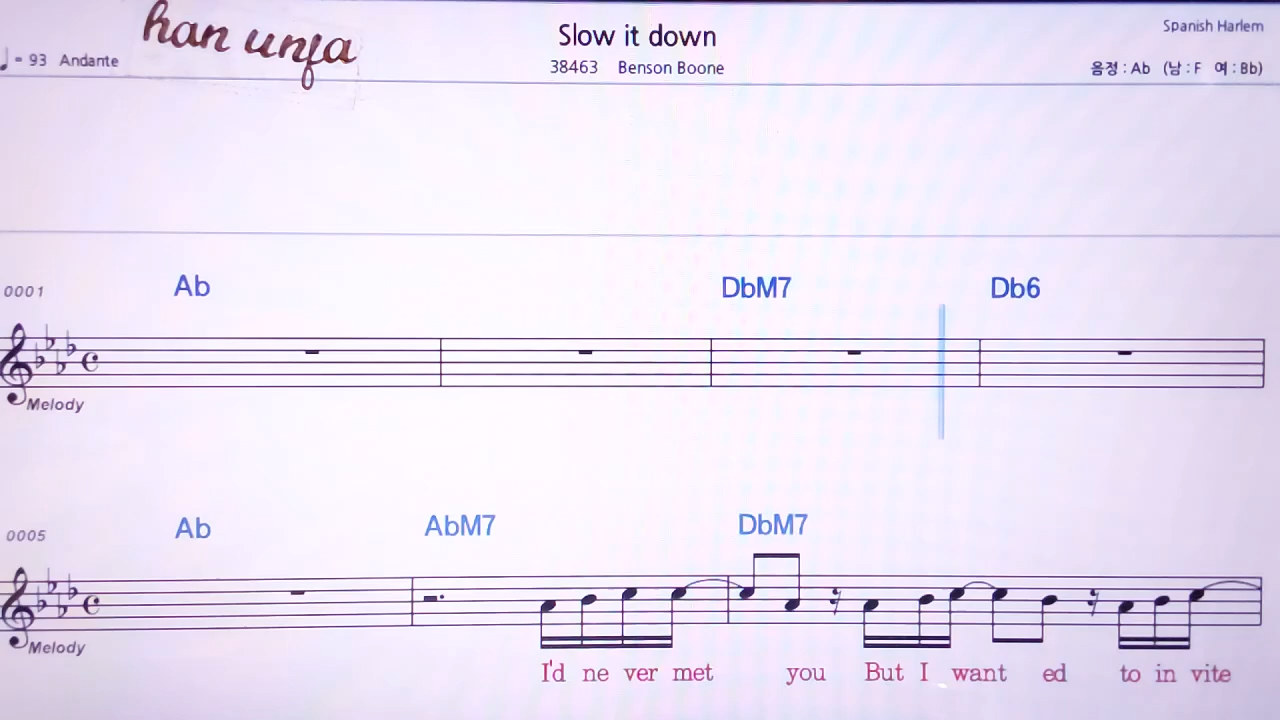 han unja
Slow it down
Spanish Harlem
♩ = 93 Andante
38463 Benson Boone
음정 : Ab (남 : F 여 : Bb)
0001
Ab DbM7 Db6
Melody
0005
Ab AbM7 DbM7
Melody
I'd ne ver met you But I want ed to in vite